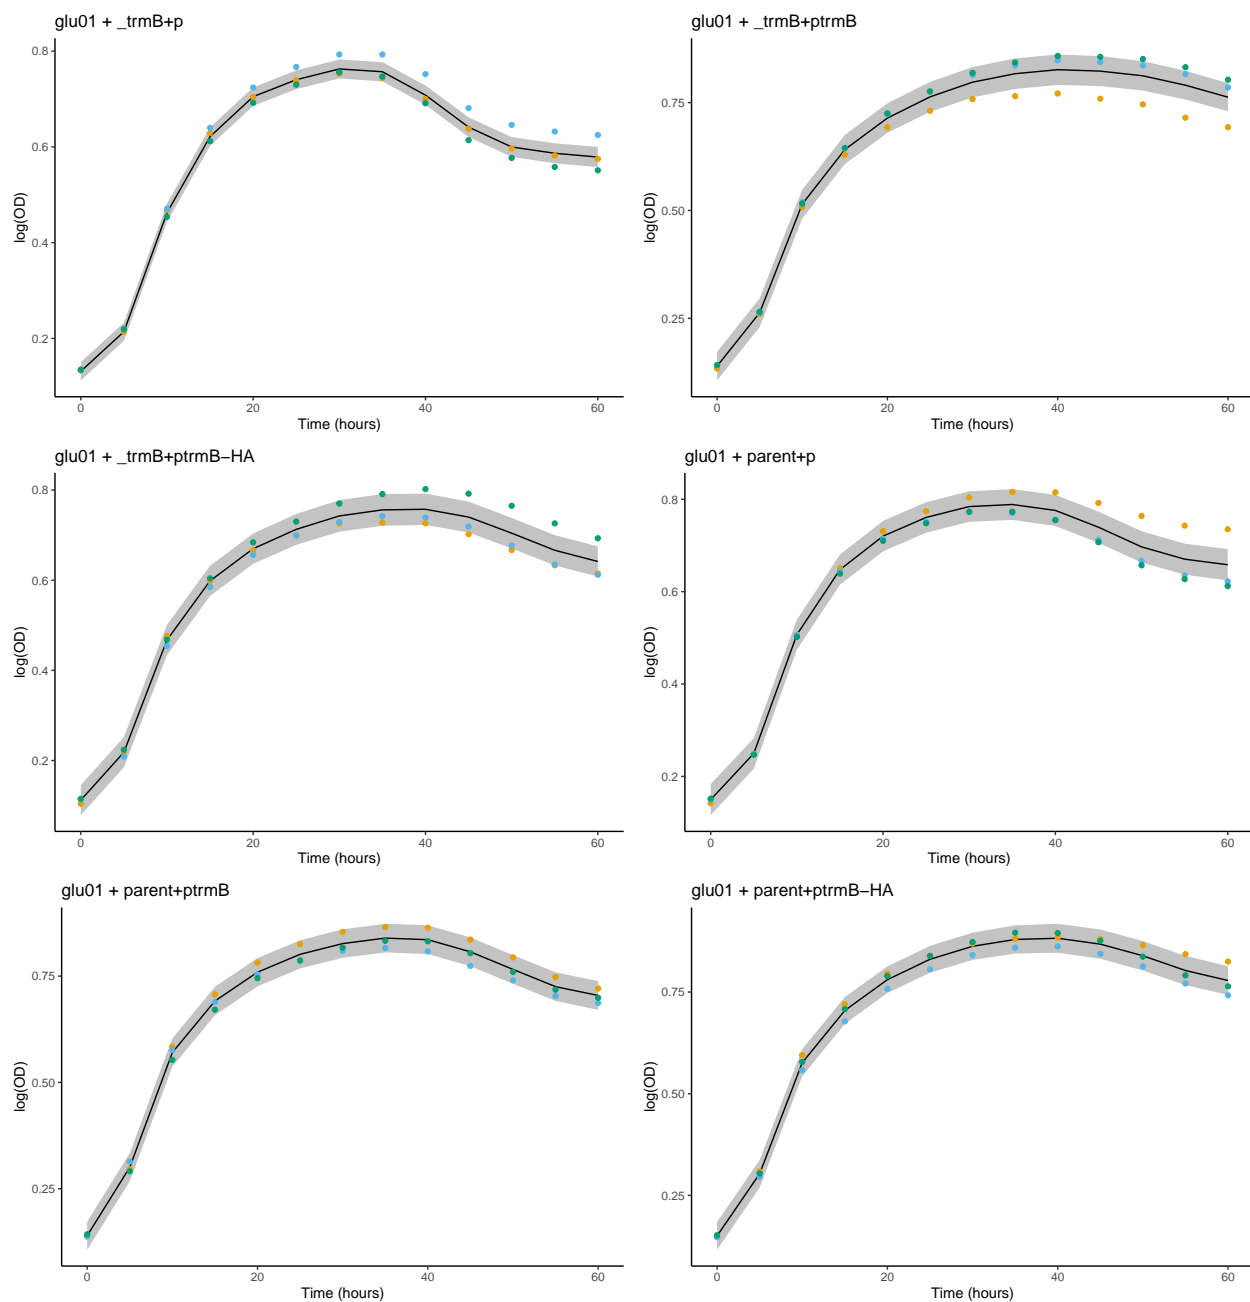 glu01 + _trmB+p
0.8
0.6
0.4
0.2
log(OD)
0
20
40
60
Time (hours)
glu01 + _trmB+ptrmB
0.75
0.50
0.25
log(OD)
0
20
40
60
Time (hours)
glu01 + _trmB+ptrmB−HA
0.8
0.6
0.4
0.2
log(OD)
0
20
40
60
Time (hours)
glu01 + parent+p
0.8
0.6
0.4
0.2
log(OD)
0
20
40
60
Time (hours)
glu01 + parent+ptrmB
0.75
0.50
0.25
log(OD)
0
20
40
60
Time (hours)
glu01 + parent+ptrmB−HA
0.75
0.50
0.25
log(OD)
0
20
40
60
Time (hours)